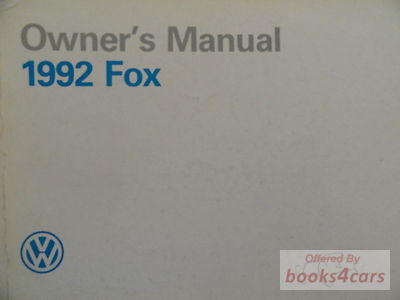 Owner's Manual
1992 Fox
Offered By
books4cars